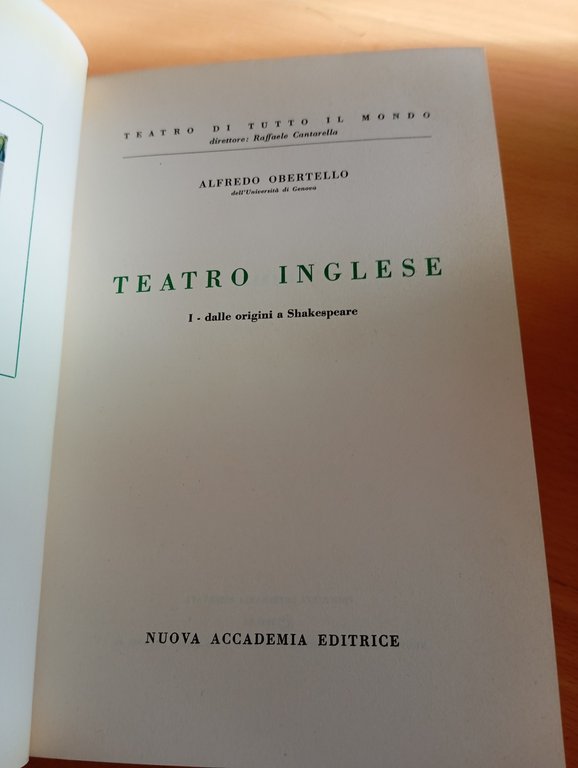 TEATRO DI TUTTO IL MONDO
direttore: Raffaele Cantarella
ALFREDO OBERTELLO
dell'Università di Genova
TEATRO INGLESE
I - dalle origini a Shakespeare
NUOVA ACCADEMIA EDITRICE